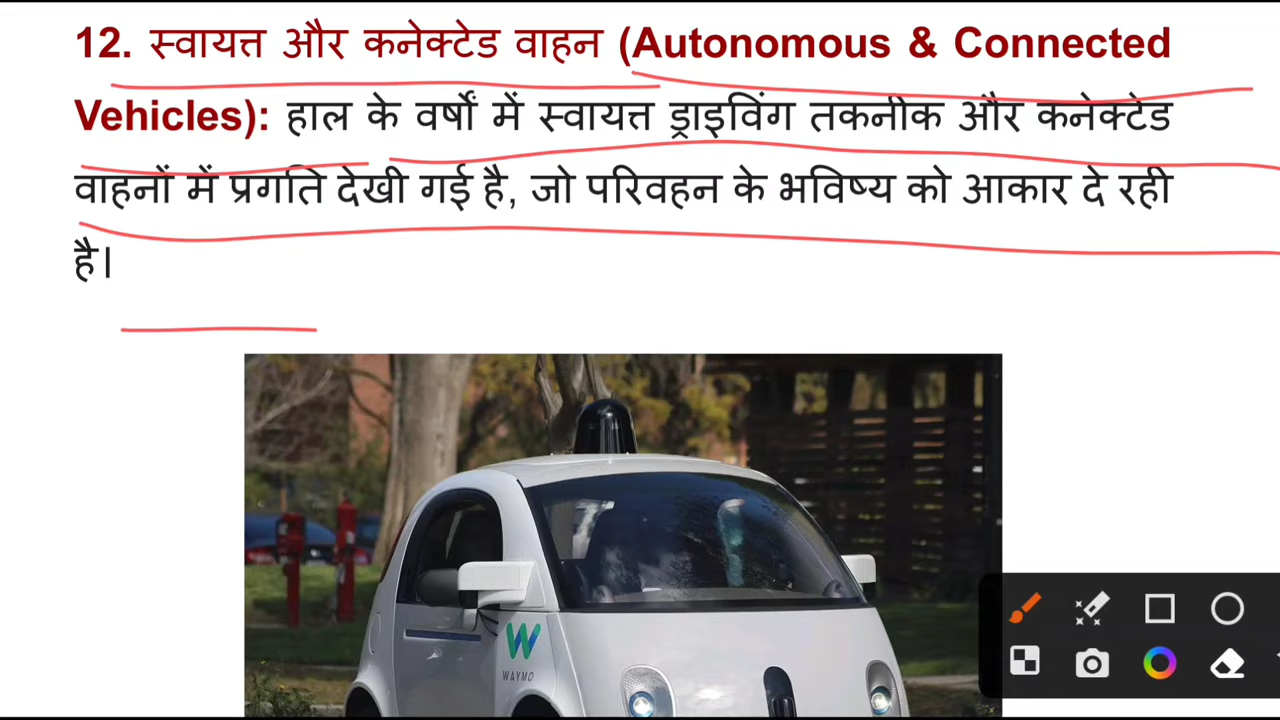 12. स्वायत्त और कनेक्टेड वाहन (Autonomous & Connected
Vehicles): हाल के वर्षों में स्वायत्त ड्राइविंग तकनीक और कनेक्टेड
वाहनों में प्रगति देखी गई है, जो परिवहन के भविष्य को आकार दे रही
है।
WAYMO